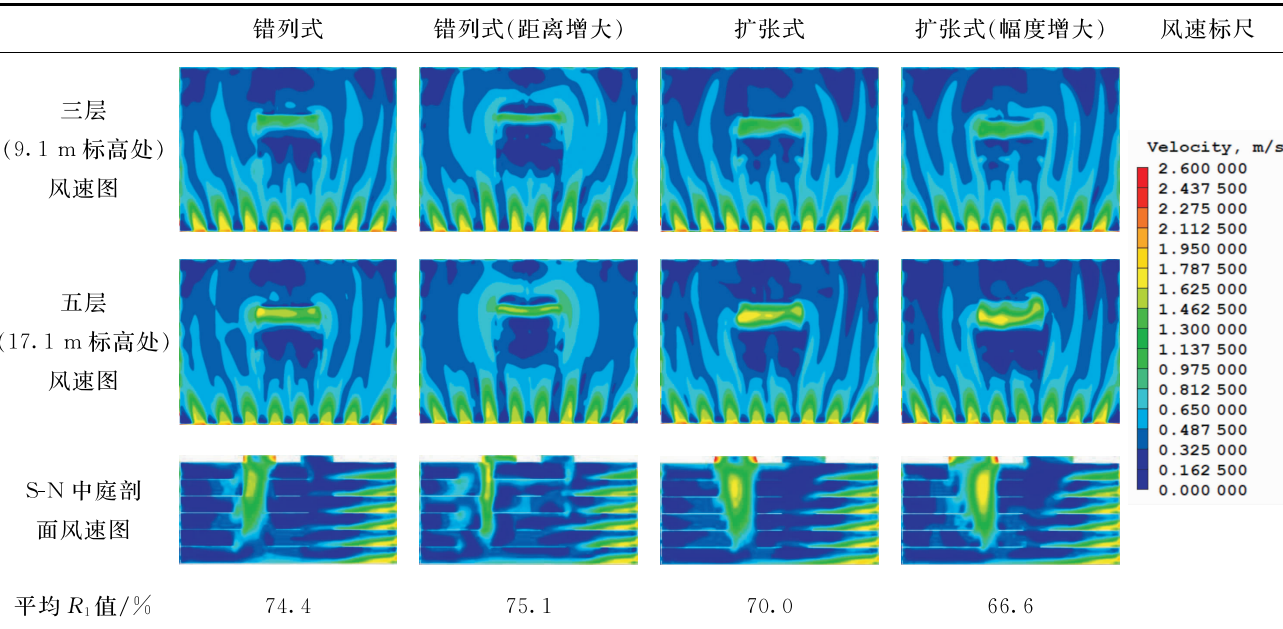 错列式 错列式(距离增大) 扩张式 扩张式(幅度增大) 风速标尺
三层
(9.1 m标高处)
风速图
五层
(17.1 m标高处)
风速图
S-N中庭剖
面风速图
Velocity, m/s
2.600 000
2.437 500
2.275 000
2.112 500
1.950 000
1.787 500
1.625 000
1.462 500
1.300 000
1.137 500
0.975 000
0.812 500
0.650 000
0.487 500
0.325 000
0.162 500
0.000 000
平均R₁值/% 74.4 75.1 70.0 66.6